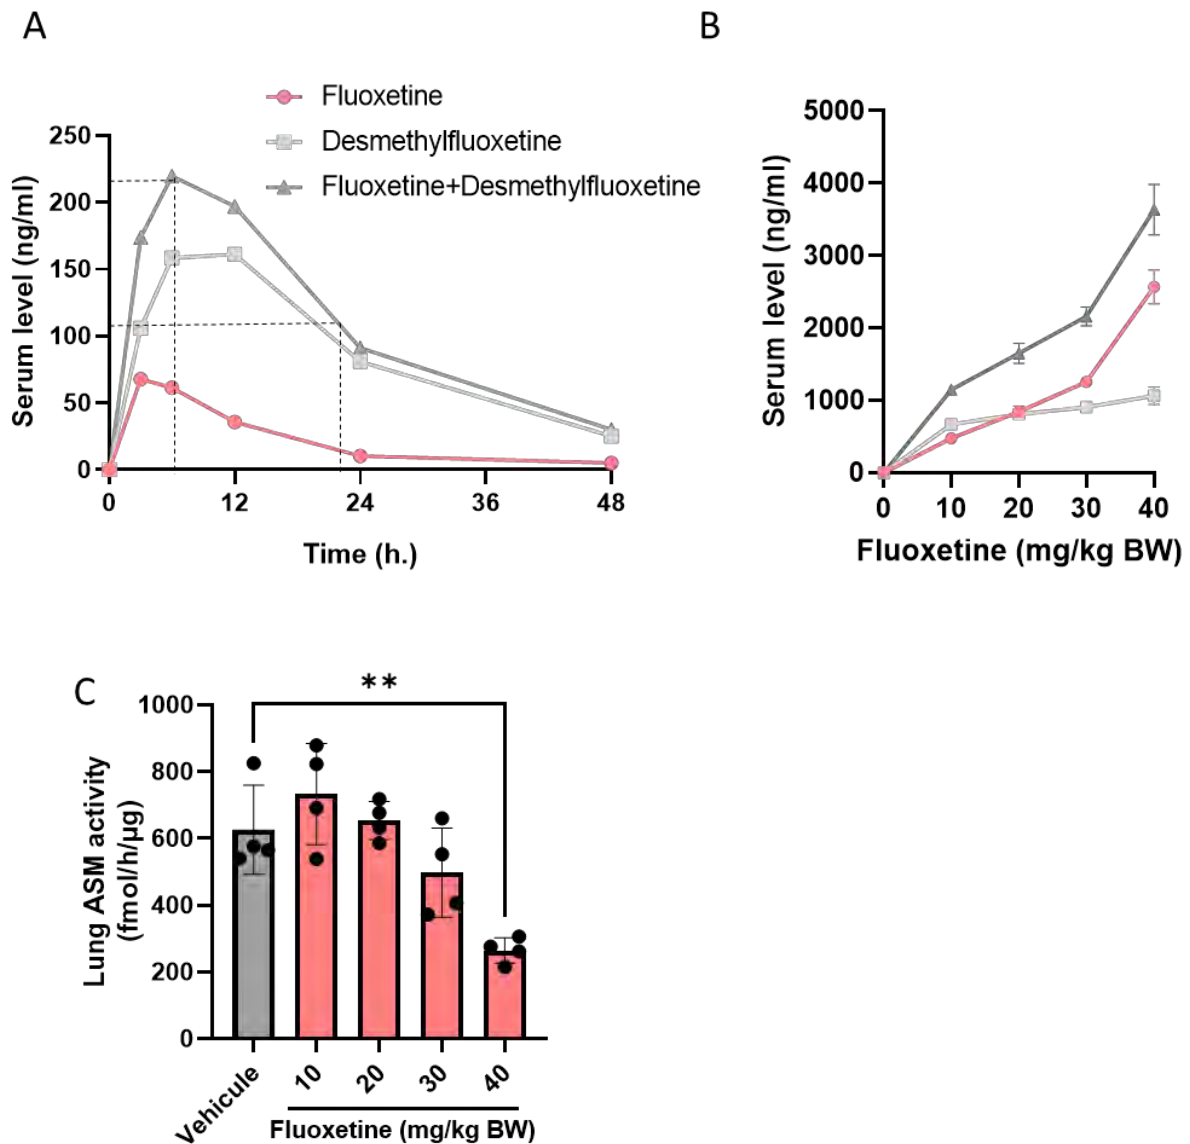 A
B
Fluoxetine
Desmethylfluoxetine
Fluoxetine+Desmethylfluoxetine
Serum level (ng/ml)
250
200
150
100
50
0
0 12 24 36 48
Time (h.)
Serum level (ng/ml)
5000
4000
3000
2000
1000
0
0 10 20 30 40
Fluoxetine (mg/kg BW)
C
**
Lung ASM activity
(fmol/h/µg)
1000
800
600
400
200
0
Vehicule 10 20 30 40
Fluoxetine (mg/kg BW)